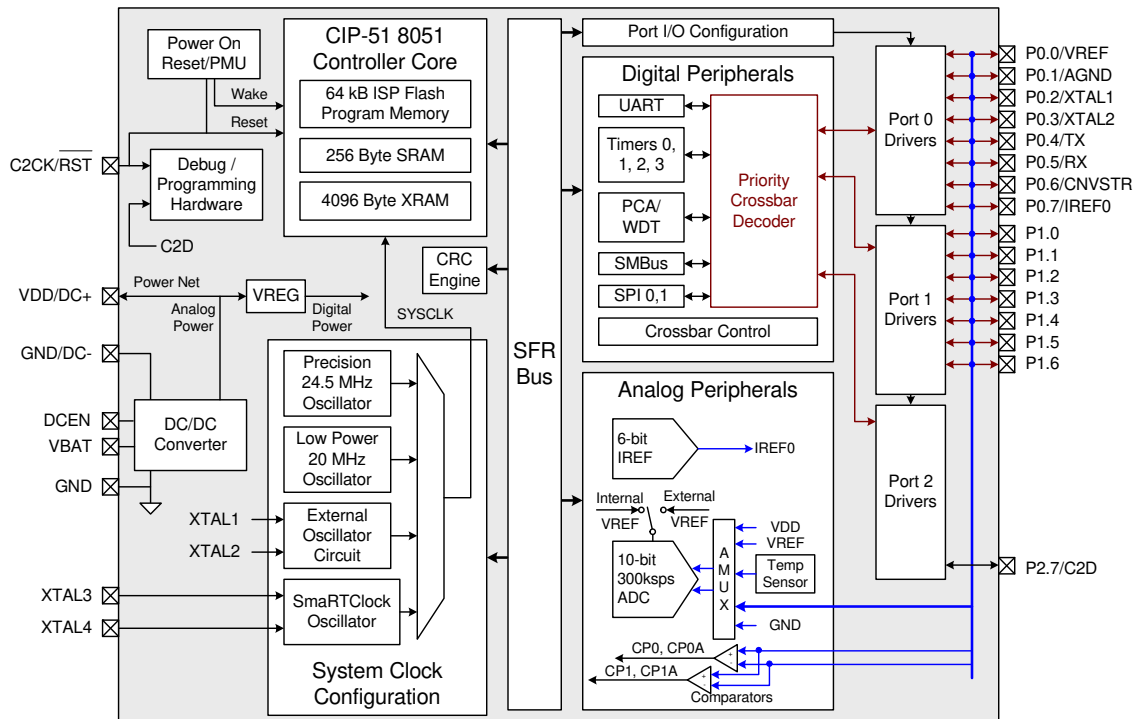 Power On
Reset/PMU
Wake
Reset
C2CK/RST
Debug /
Programming
Hardware
C2D
CIP-51 8051
Controller Core
64 kB ISP Flash
Program Memory
256 Byte SRAM
4096 Byte XRAM
CRC
Engine
VDD/DC+
Power Net
VREG
Analog
Power
Digital
Power
SYSCLK
GND/DC-
DCEN
VBAT
GND
DC/DC
Converter
XTAL1
XTAL2
XTAL3
XTAL4
Precision
24.5 MHz
Oscillator
Low Power
20 MHz
Oscillator
External
Oscillator
Circuit
SmaRTClock
Oscillator
System Clock
Configuration
SFR
Bus
Port I/O Configuration
Digital Peripherals
UART
Timers 0,
1, 2, 3
PCA/
WDT
SMBus
SPI 0,1
Priority
Crossbar
Decoder
Crossbar Control
Analog Peripherals
6-bit
IREF
IREF0
Internal
VREF
External
VREF
10-bit
300ksps
ADC
A
M
U
X
VDD
VREF
Temp
Sensor
GND
CP0, CP0A
+
-
CP1, CP1A
+
-
Comparators
Port 0
Drivers
Port 1
Drivers
Port 2
Drivers
P0.0/VREF
P0.1/AGND
P0.2/XTAL1
P0.3/XTAL2
P0.4/TX
P0.5/RX
P0.6/CNVSTR
P0.7/IREF0
P1.0
P1.1
P1.2
P1.3
P1.4
P1.5
P1.6
P2.7/C2D